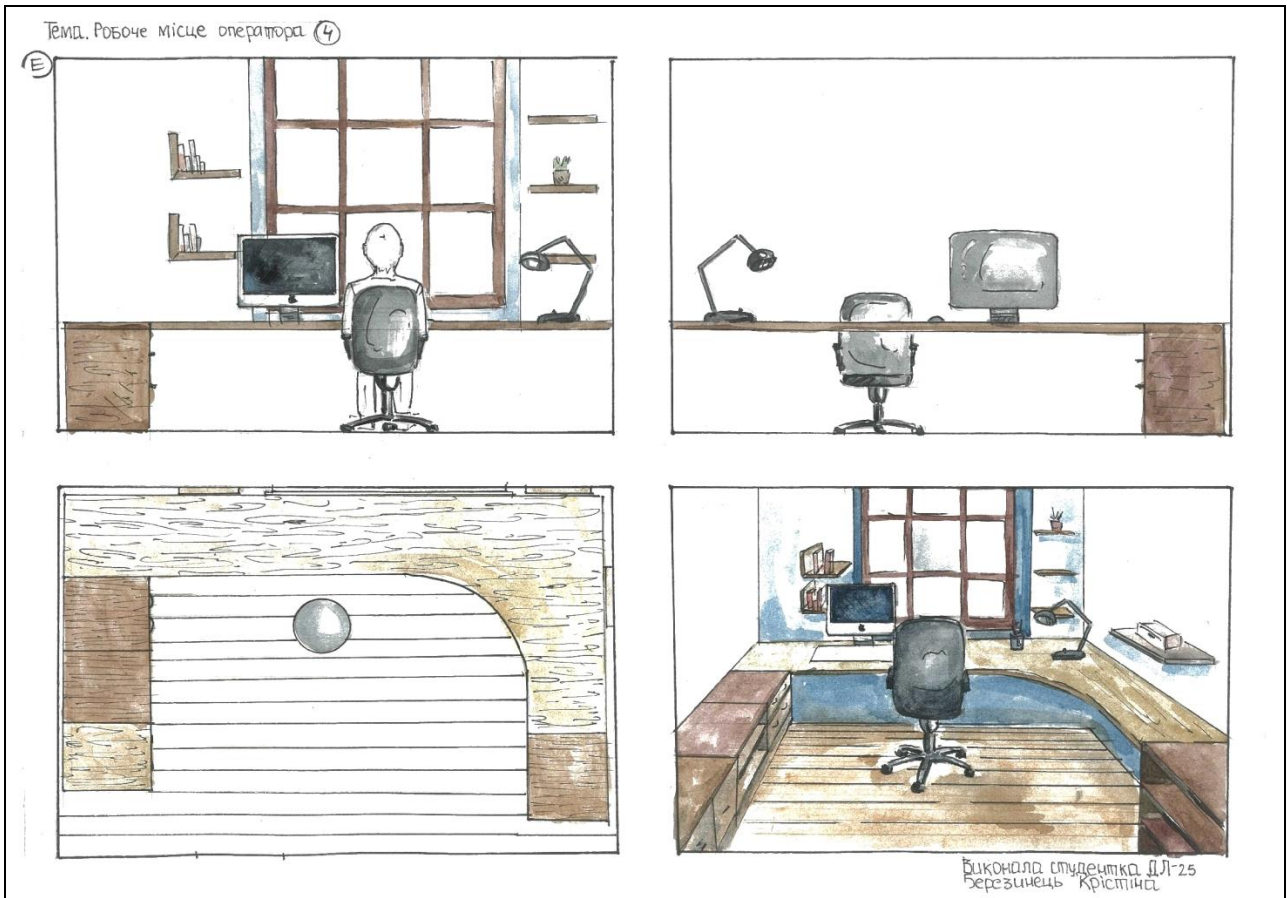 Тема. Робоче місце оператора 4
Е
Виконала студентка ДЛ-25
Березинець Крістіна